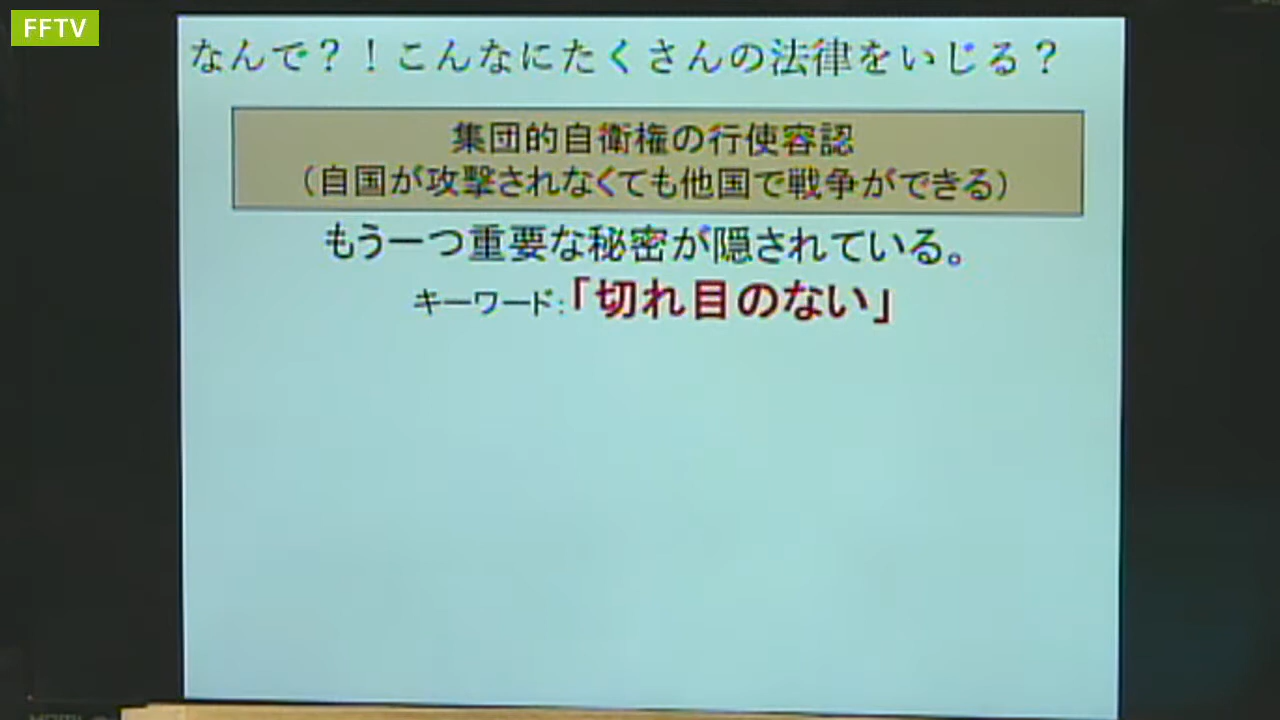 FFTV
なんで？！こんなにたくさんの法律をいじる？
集団的自衛権の行使容認
（自国が攻撃されなくても他国で戦争ができる）
もう一つ重要な秘密が隠されている。
キーワード：「切れ目のない」